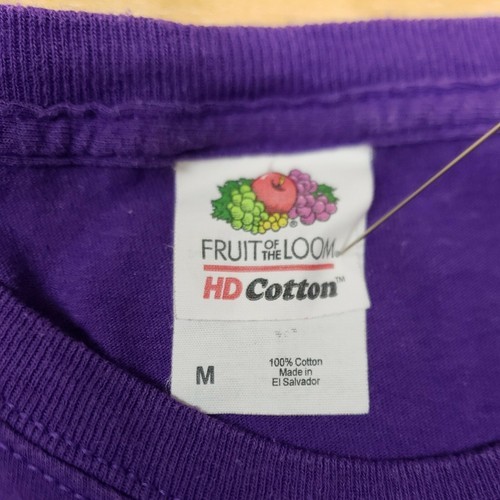 FRUIT OF THE LOOM
HD Cotton™
M
100% Cotton
Made in
El Salvador